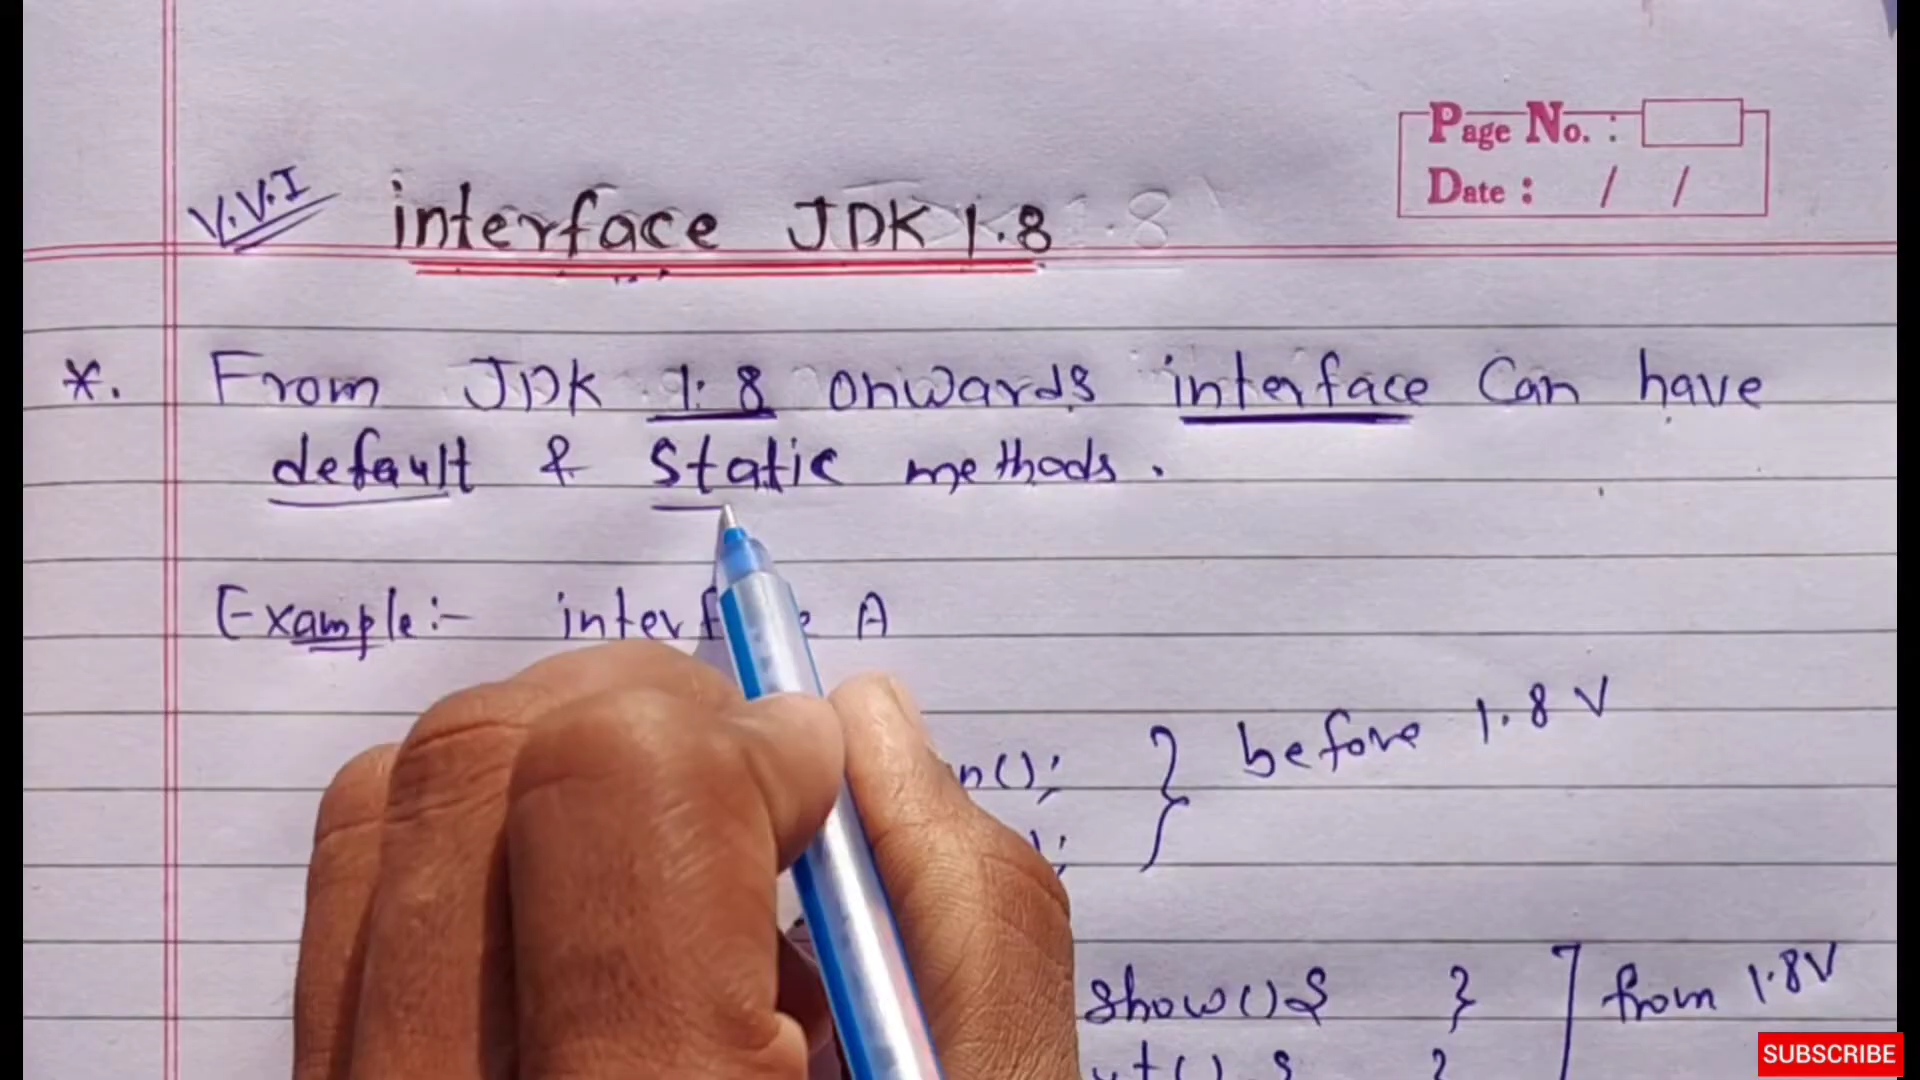 Page No. :
Date : / /
V.V.I
interface JDK 1.8
*. From JDK 1.8 onwards interface Can have
default & static methods.
Example:- A
before 1.8 V
show(){ }
from 1.8V
SUBSCRIBE